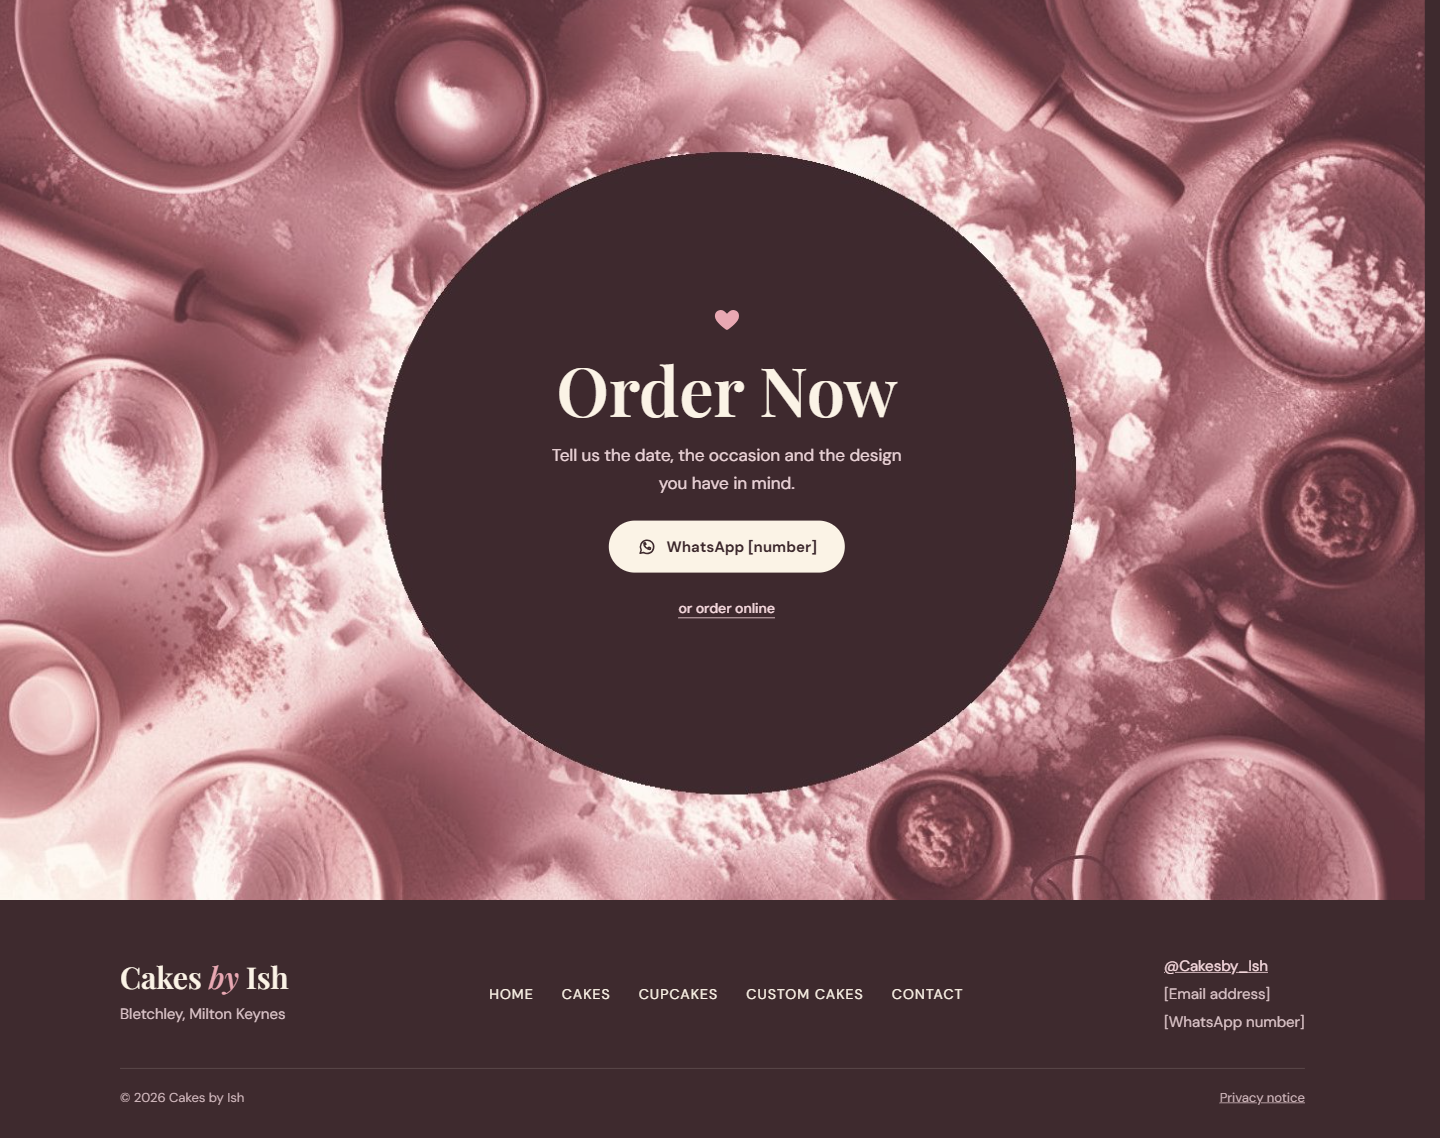 Order Now
Tell us the date, the occasion and the design
you have in mind.
WhatsApp [number]
or order online
Cakes by Ish
Bletchley, Milton Keynes
HOME CAKES CUPCAKES CUSTOM CAKES CONTACT
@Cakesby_Ish
[Email address]
[WhatsApp number]
© 2026 Cakes by Ish
Privacy notice